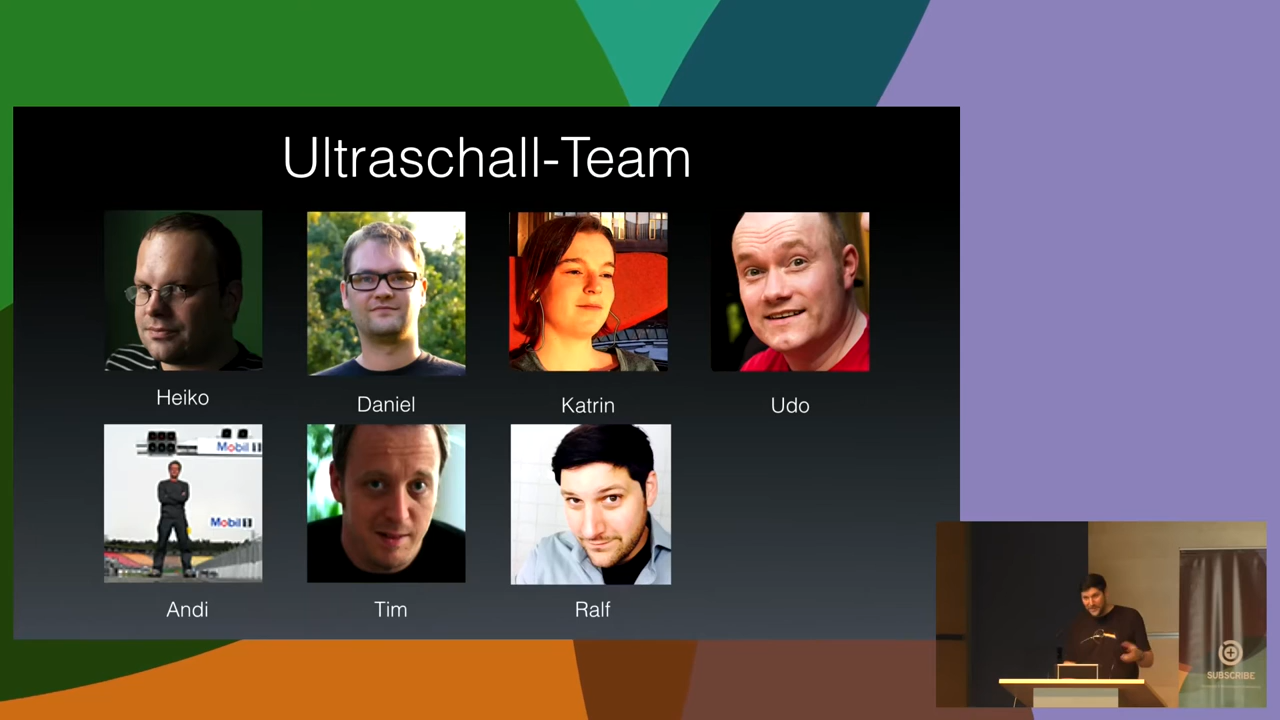 Ultraschall-Team
Heiko
Daniel
Katrin
Udo
Mobil 1
Mobil 1
Andi
Tim
Ralf
SUBSCRIBE